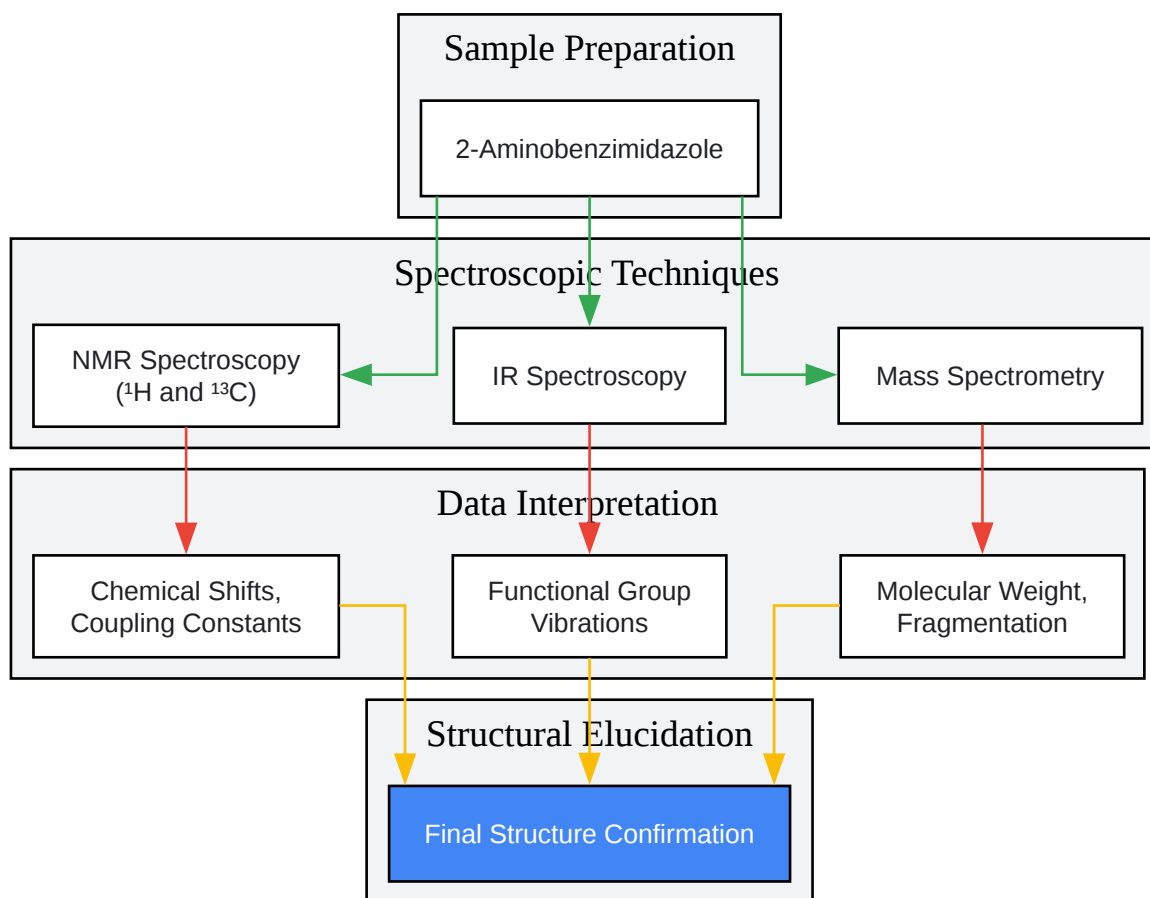 Sample Preparation
2-Aminobenzimidazole
Spectroscopic Techniques
NMR Spectroscopy
(¹H and ¹³C)
IR Spectroscopy
Mass Spectrometry
Data Interpretation
Chemical Shifts,
Coupling Constants
Functional Group
Vibrations
Molecular Weight,
Fragmentation
Structural Elucidation
Final Structure Confirmation